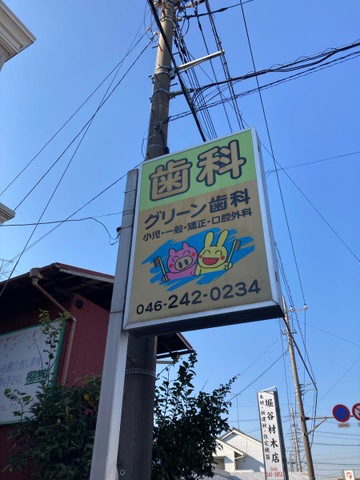 歯科
グリーン歯科
小児・一般・矯正・口腔外科
046-242-0234
堀谷材木店